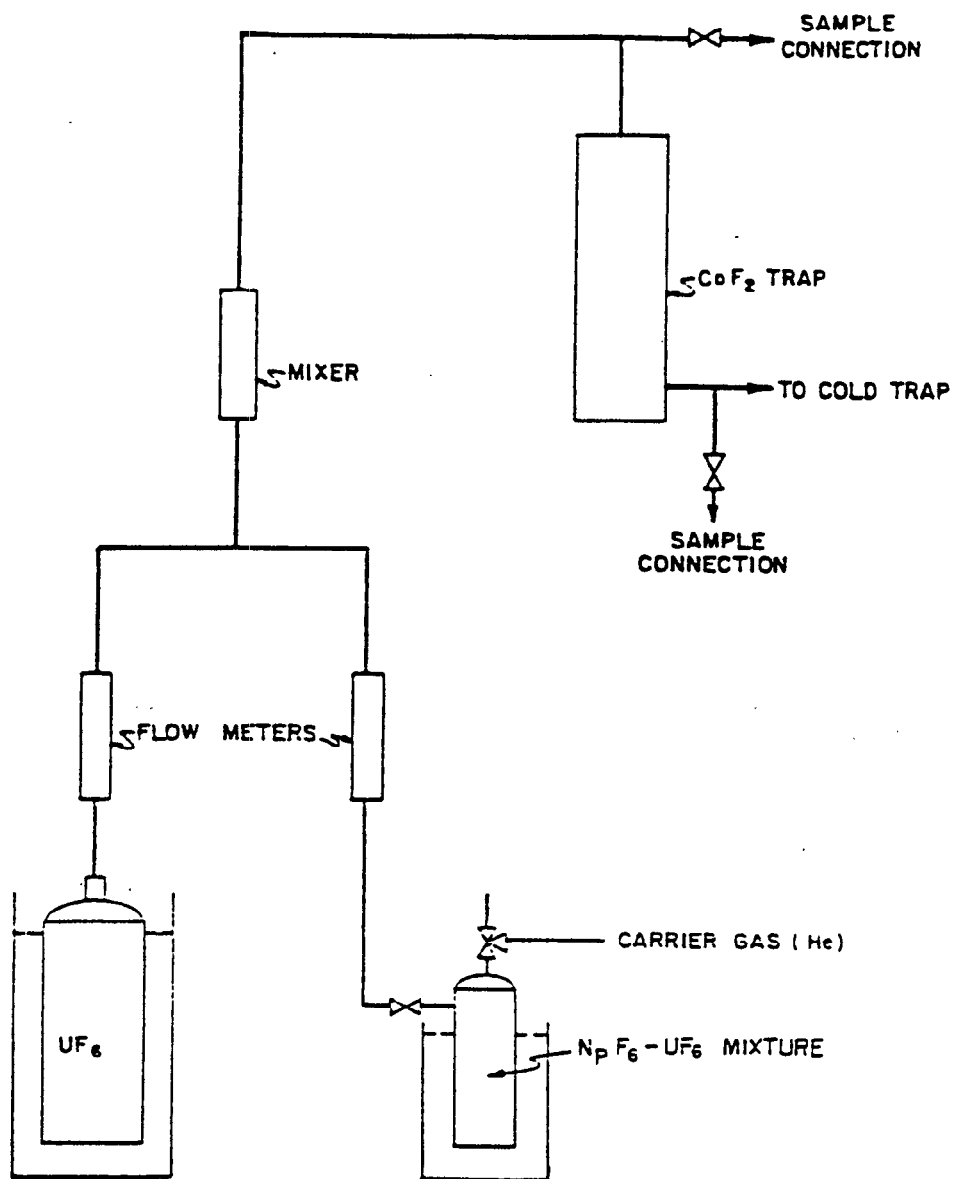 SAMPLE
CONNECTION
CoF₂ TRAP
MIXER
TO COLD TRAP
SAMPLE
CONNECTION
FLOW METERS
CARRIER GAS (He)
UF₆
NpF₆-UF₆ MIXTURE